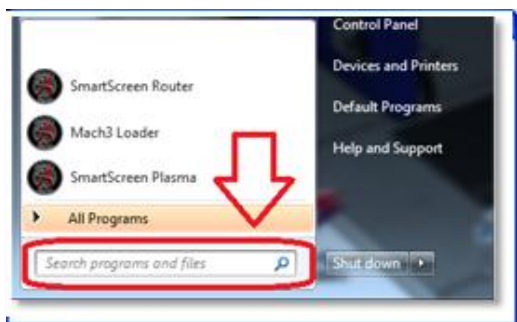 SmartScreen Router
Mach3 Loader
SmartScreen Plasma
All Programs
Search programs and files
Control Panel
Devices and Printers
Default Programs
Help and Support
Shut down